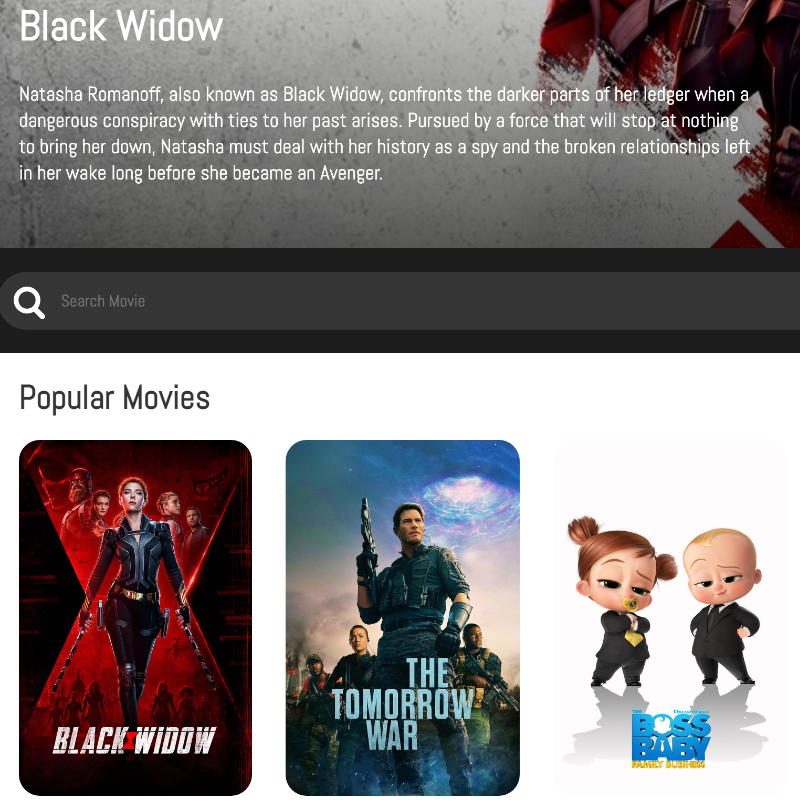 Black Widow
Natasha Romanoff, also known as Black Widow, confronts the darker parts of her ledger when a
dangerous conspiracy with ties to her past arises. Pursued by a force that will stop at nothing
to bring her down, Natasha must deal with her history as a spy and the broken relationships left
in her wake long before she became an Avenger.
Search Movie
Popular Movies
BLACK WIDOW
THE
TOMORROW
WAR
THE
DreamWorks
BOSS
BABY
FAMILY BUSINESS